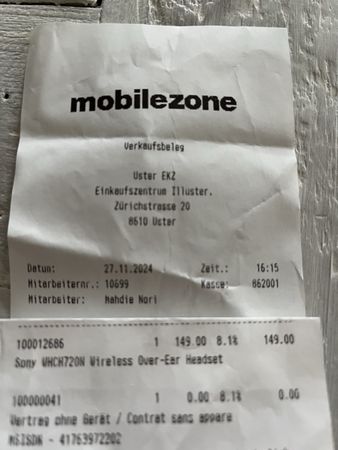 mobilezone
Verkaufsbeleg
Uster EKZ
Einkaufszentrum Illuster.
Zürichstrasse 20
8610 Uster
Datum: 27.11.2024 Zeit.: 16:15
Mitarbeiternr.: 10699 Kasse: 862001
Mitarbeiter: Mahdie Nori
100012686 1 149.00 8.1% 149.00
Sony WHCH720N Wireless Over-Ear Headset
100000041 1 0.00 8.1% 0.00
Vertrag ohne Gerät / Contrat sans appare
MSISDN - 41763972202